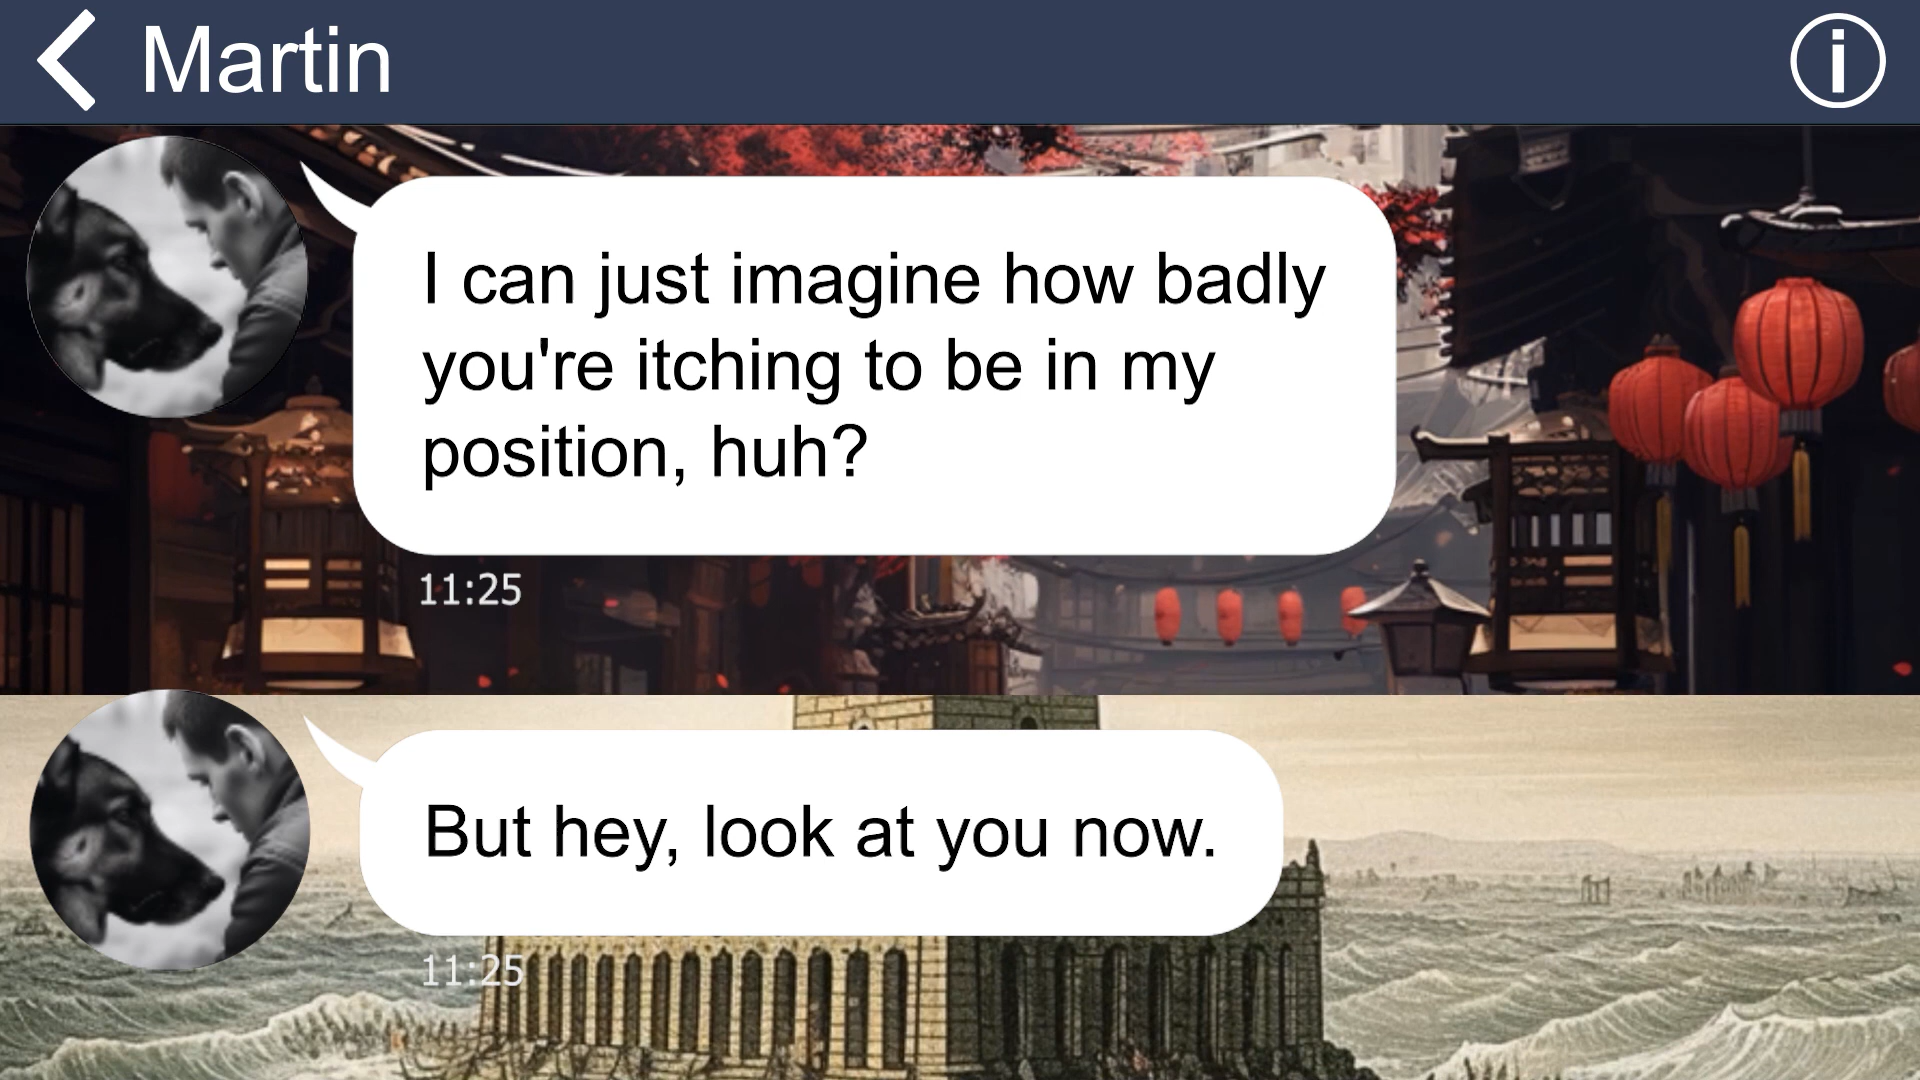 Martin
I can just imagine how badly
you're itching to be in my
position, huh?
11:25
But hey, look at you now.
11:25